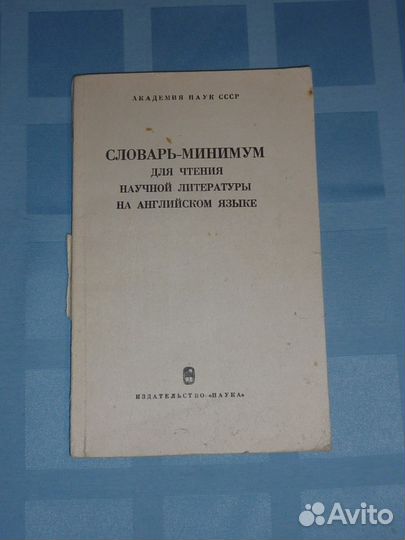 АКАДЕМИЯ НАУК СССР
СЛОВАРЬ-МИНИМУМ
ДЛЯ ЧТЕНИЯ
НАУЧНОЙ ЛИТЕРАТУРЫ
НА АНГЛИЙСКОМ ЯЗЫКЕ
ИЗДАТЕЛЬСТВО «НАУКА»
Avito